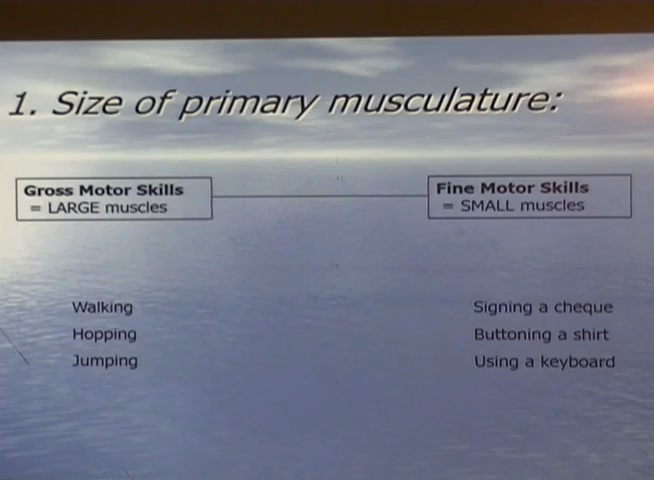 1. Size of primary musculature:
Gross Motor Skills
= LARGE muscles
Fine Motor Skills
= SMALL muscles
Walking
Hopping
Jumping
Signing a cheque
Buttoning a shirt
Using a keyboard